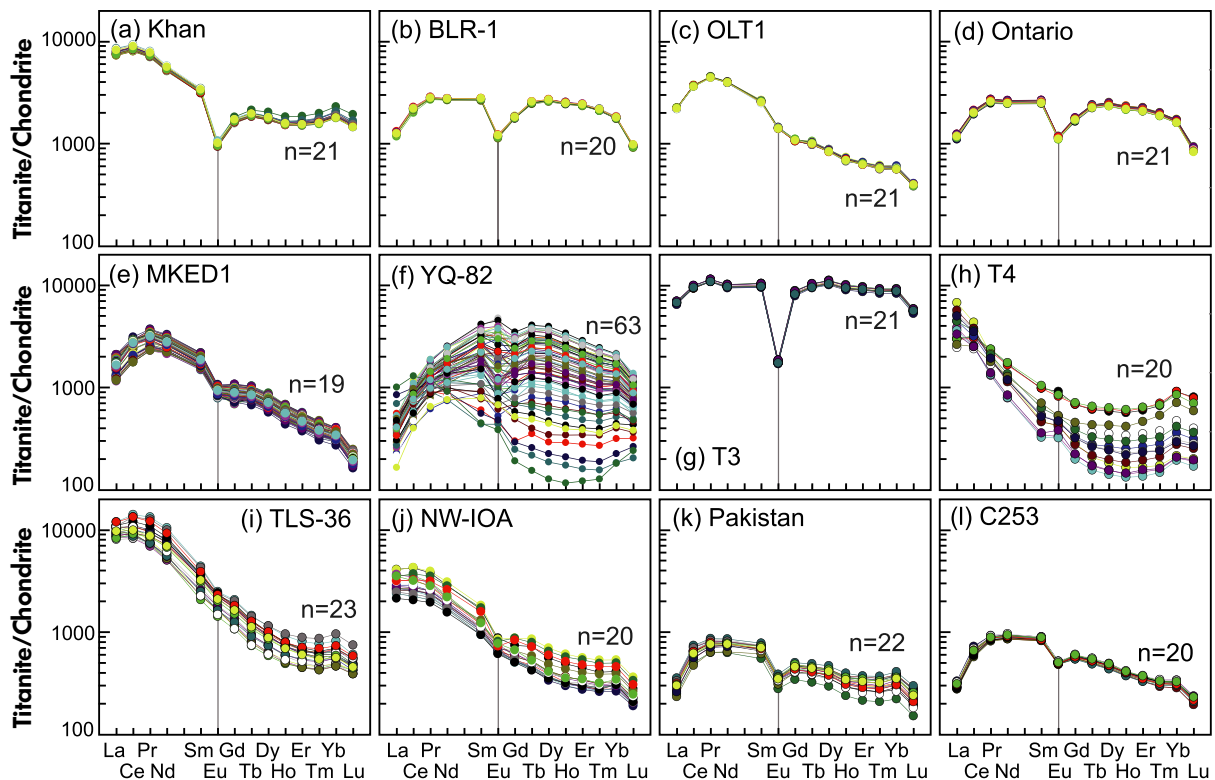 (a) Khan
(b) BLR-1
(c) OLT1
(d) Ontario
Titanite/Chondrite
10000
1000
100
n=21
n=20
n=21
n=21
(e) MKED1
(f) YQ-82
(g) T3
(h) T4
Titanite/Chondrite
10000
1000
100
n=19
n=63
n=21
n=20
(i) TLS-36
(j) NW-IOA
(k) Pakistan
(l) C253
Titanite/Chondrite
10000
1000
100
n=23
n=20
n=22
n=20
La Pr Sm Gd Dy Er Yb
Ce Nd Eu Tb Ho Tm Lu
La Pr Sm Gd Dy Er Yb
Ce Nd Eu Tb Ho Tm Lu
La Pr Sm Gd Dy Er Yb
Ce Nd Eu Tb Ho Tm Lu
La Pr Sm Gd Dy Er Yb
Ce Nd Eu Tb Ho Tm Lu